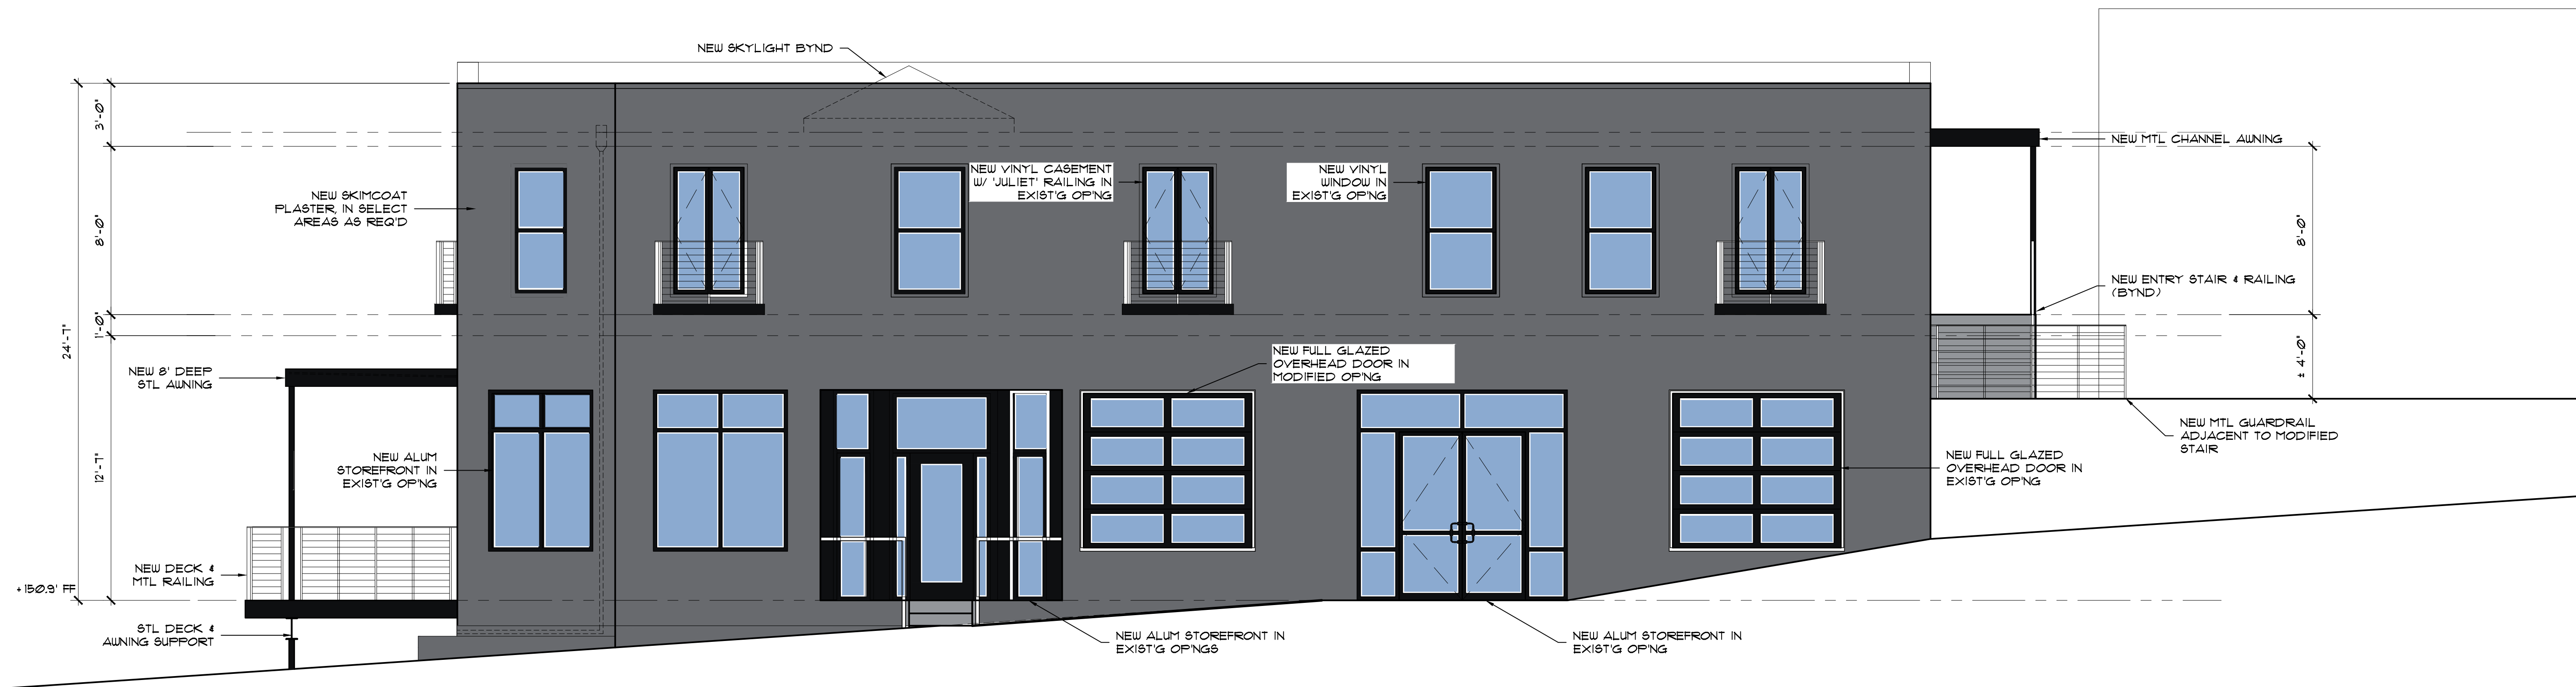 NEW SKYLIGHT BYND
3'-0"
NEW MTL CHANNEL AWNING
NEW VINYL CASEMENT
W/ 'JULIET' RAILING IN
EXIST'G OP'NG
NEW VINYL
WINDOW IN
EXIST'G OP'NG
NEW SKIMCOAT
PLASTER, IN SELECT
AREAS AS REQ'D
8'-0"
8'-0"
NEW ENTRY STAIR & RAILING
(BYND)
24'-7"
1'-0"
± 4'-0"
NEW FULL GLAZED
OVERHEAD DOOR IN
MODIFIED OP'NG
NEW 8' DEEP
STL AWNING
NEW MTL GUARDRAIL
ADJACENT TO MODIFIED
STAIR
NEW ALUM
STOREFRONT IN
EXIST'G OP'NG
12'-7"
NEW FULL GLAZED
OVERHEAD DOOR IN
EXIST'G OP'NG
NEW DECK &
MTL RAILING
+150.9' FF
STL DECK &
AWNING SUPPORT
NEW ALUM STOREFRONT IN
EXIST'G OP'NGS
NEW ALUM STOREFRONT IN
EXIST'G OP'NG